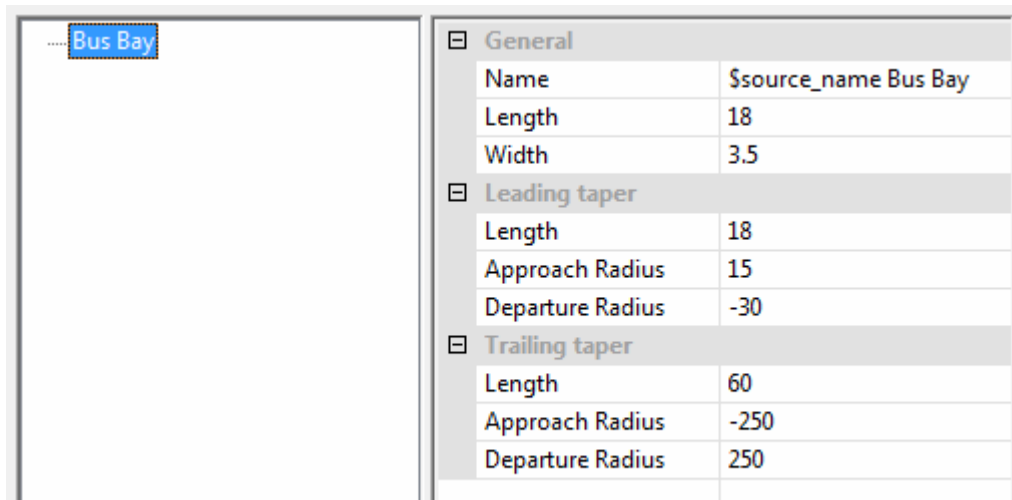 Bus Bay
General
Name $source_name Bus Bay
Length 18
Width 3.5
Leading taper
Length 18
Approach Radius 15
Departure Radius -30
Trailing taper
Length 60
Approach Radius -250
Departure Radius 250